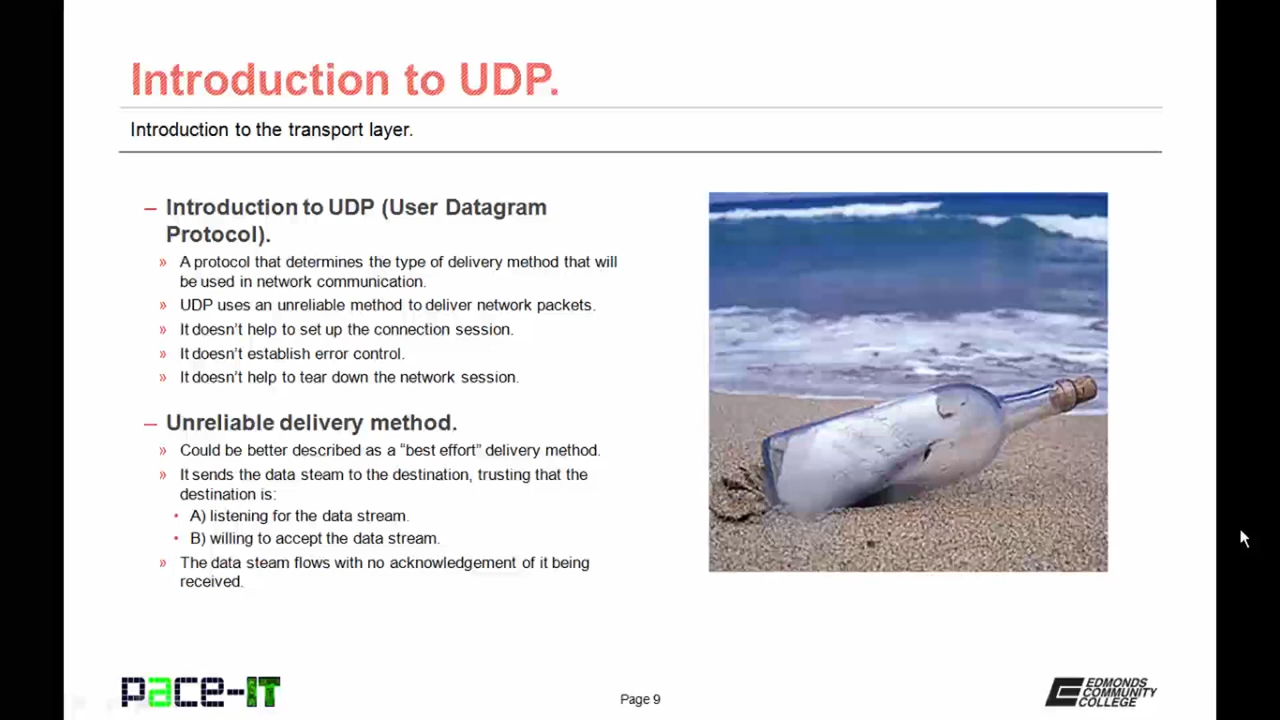 Introduction to UDP.
Introduction to the transport layer.
– Introduction to UDP (User Datagram
Protocol).
» A protocol that determines the type of delivery method that will
be used in network communication.
» UDP uses an unreliable method to deliver network packets.
» It doesn’t help to set up the connection session.
» It doesn’t establish error control.
» It doesn’t help to tear down the network session.
– Unreliable delivery method.
» Could be better described as a “best effort” delivery method.
» It sends the data steam to the destination, trusting that the
destination is:
• A) listening for the data stream.
• B) willing to accept the data stream.
» The data steam flows with no acknowledgement of it being
received.
pace-IT
Page 9
EDMONDS
COMMUNITY
COLLEGE